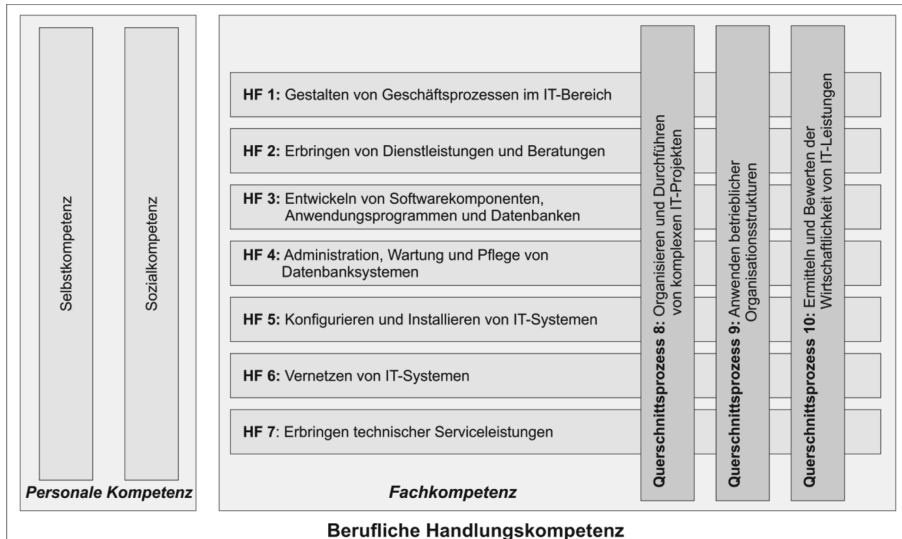 Selbstkompetenz
Sozialkompetenz
Personale Kompetenz
HF 1: Gestalten von Geschäftsprozessen im IT-Bereich
HF 2: Erbringen von Dienstleistungen und Beratungen
HF 3: Entwickeln von Softwarekomponenten,
Anwendungsprogrammen und Datenbanken
HF 4: Administration, Wartung und Pflege von
Datenbanksystemen
HF 5: Konfigurieren und Installieren von IT-Systemen
HF 6: Vernetzen von IT-Systemen
HF 7: Erbringen technischer Serviceleistungen
Querschnittsprozess 8: Organisieren und Durchführen
von komplexen IT-Projekten
Querschnittsprozess 9: Anwenden betrieblicher
Organisationsstrukturen
Querschnittsprozess 10: Ermitteln und Bewerten der
Wirtschaftlichkeit von IT-Leistungen
Fachkompetenz
Berufliche Handlungskompetenz